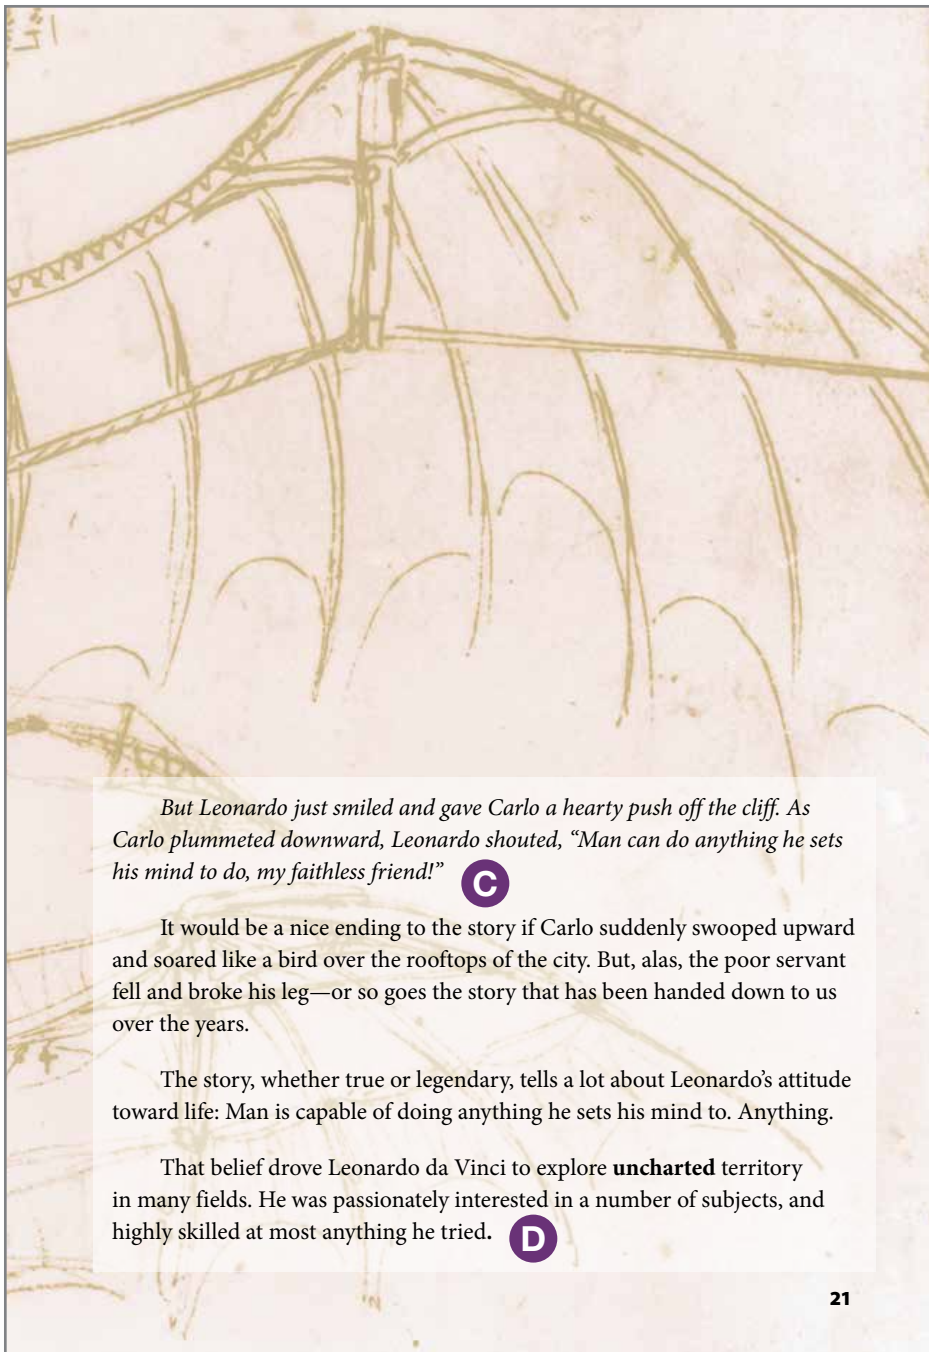 But Leonardo just smiled and gave Carlo a hearty push off the cliff. As
Carlo plummeted downward, Leonardo shouted, “Man can do anything he sets
his mind to do, my faithless friend!”
C
It would be a nice ending to the story if Carlo suddenly swooped upward
and soared like a bird over the rooftops of the city. But, alas, the poor servant
fell and broke his leg—or so goes the story that has been handed down to us
over the years.
The story, whether true or legendary, tells a lot about Leonardo’s attitude
toward life: Man is capable of doing anything he sets his mind to. Anything.
That belief drove Leonardo da Vinci to explore uncharted territory
in many fields. He was passionately interested in a number of subjects, and
highly skilled at most anything he tried.
D
21